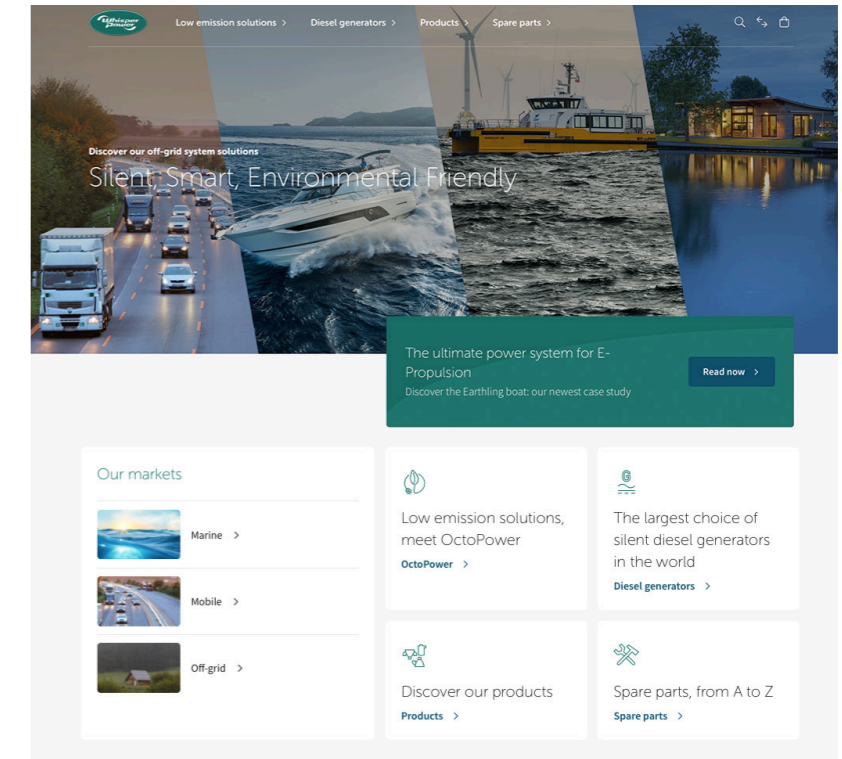 Whisper
Power
Low emission solutions
Diesel generators
Products
Spare parts
Discover our off-grid system solutions
Silent, Smart, Environmental Friendly
The ultimate power system for E-
Propulsion
Discover the Earthling boat: our newest case study
Read now
Our markets
Marine
Mobile
Off-grid
Low emission solutions,
meet OctoPower
OctoPower
G
The largest choice of
silent diesel generators
in the world
Diesel generators
Discover our products
Products
Spare parts, from A to Z
Spare parts